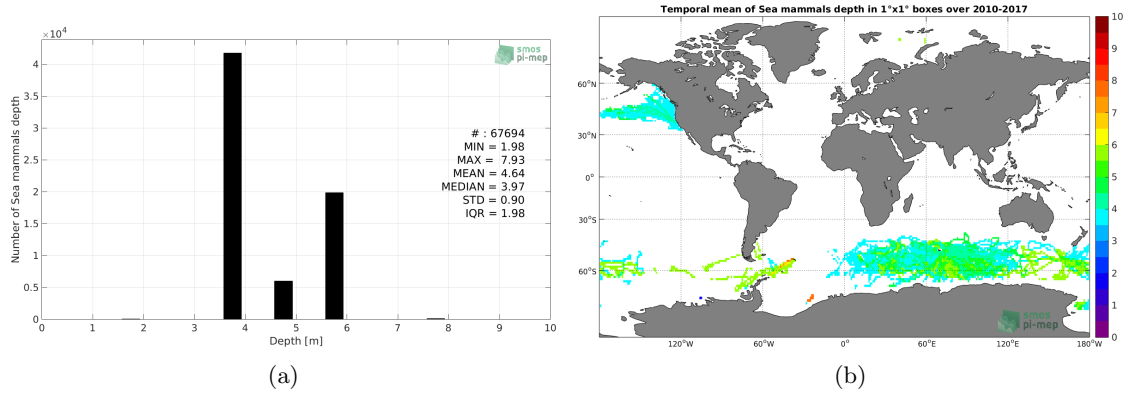 ×10⁴
Number of Sea mammals depth
4
3.5
3
2.5
2
1.5
1
0.5
0
0 1 2 3 4 5 6 7 8 9 10
Depth [m]
smos
pi-mep
# : 67694
MIN = 1.98
MAX = 7.93
MEAN = 4.64
MEDIAN = 3.97
STD = 0.90
IQR = 1.98
(a)
Temporal mean of Sea mammals depth in 1°x1° boxes over 2010-2017
60°N
30°N
0°
30°S
60°S
120°W 60°W 0° 60°E 120°E 180°W
smos
pi-mep
10
9
8
7
6
5
4
3
2
1
0
(b)